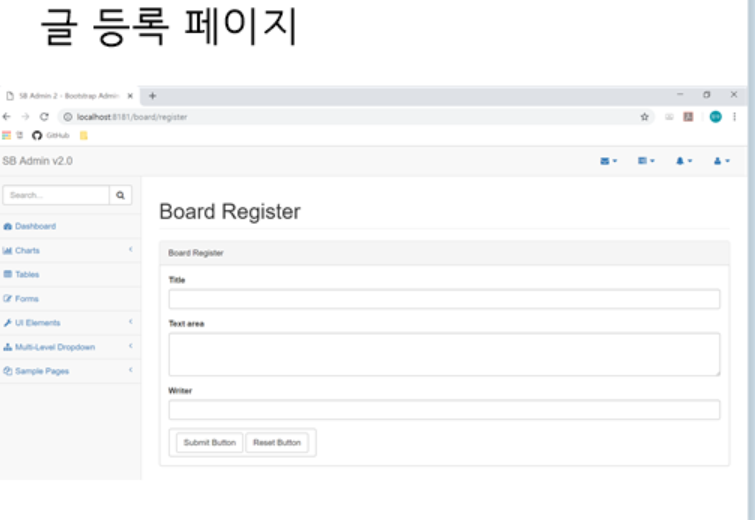 글 등록 페이지
SB Admin 2 - Bootstrap Admin
localhost:8181/board/register
GitHub
SB Admin v2.0
Search...
Dashboard
Charts
Tables
Forms
UI Elements
Multi-Level Dropdown
Sample Pages
Board Register
Board Register
Title
Text area
Writer
Submit Button
Reset Button